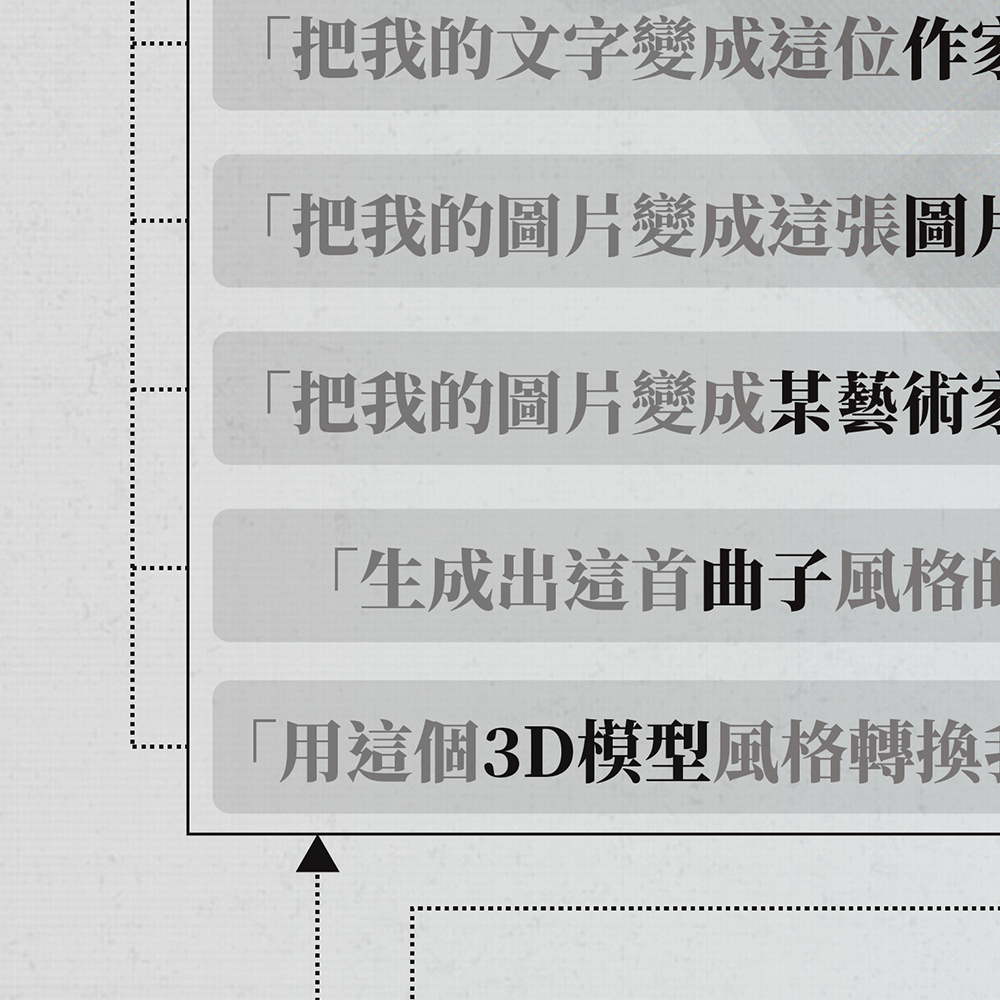 「把我的文字變成這位作家
「把我的圖片變成這張圖片
「把我的圖片變成某藝術家
「生成出這首曲子風格的
「用這個3D模型風格轉換我